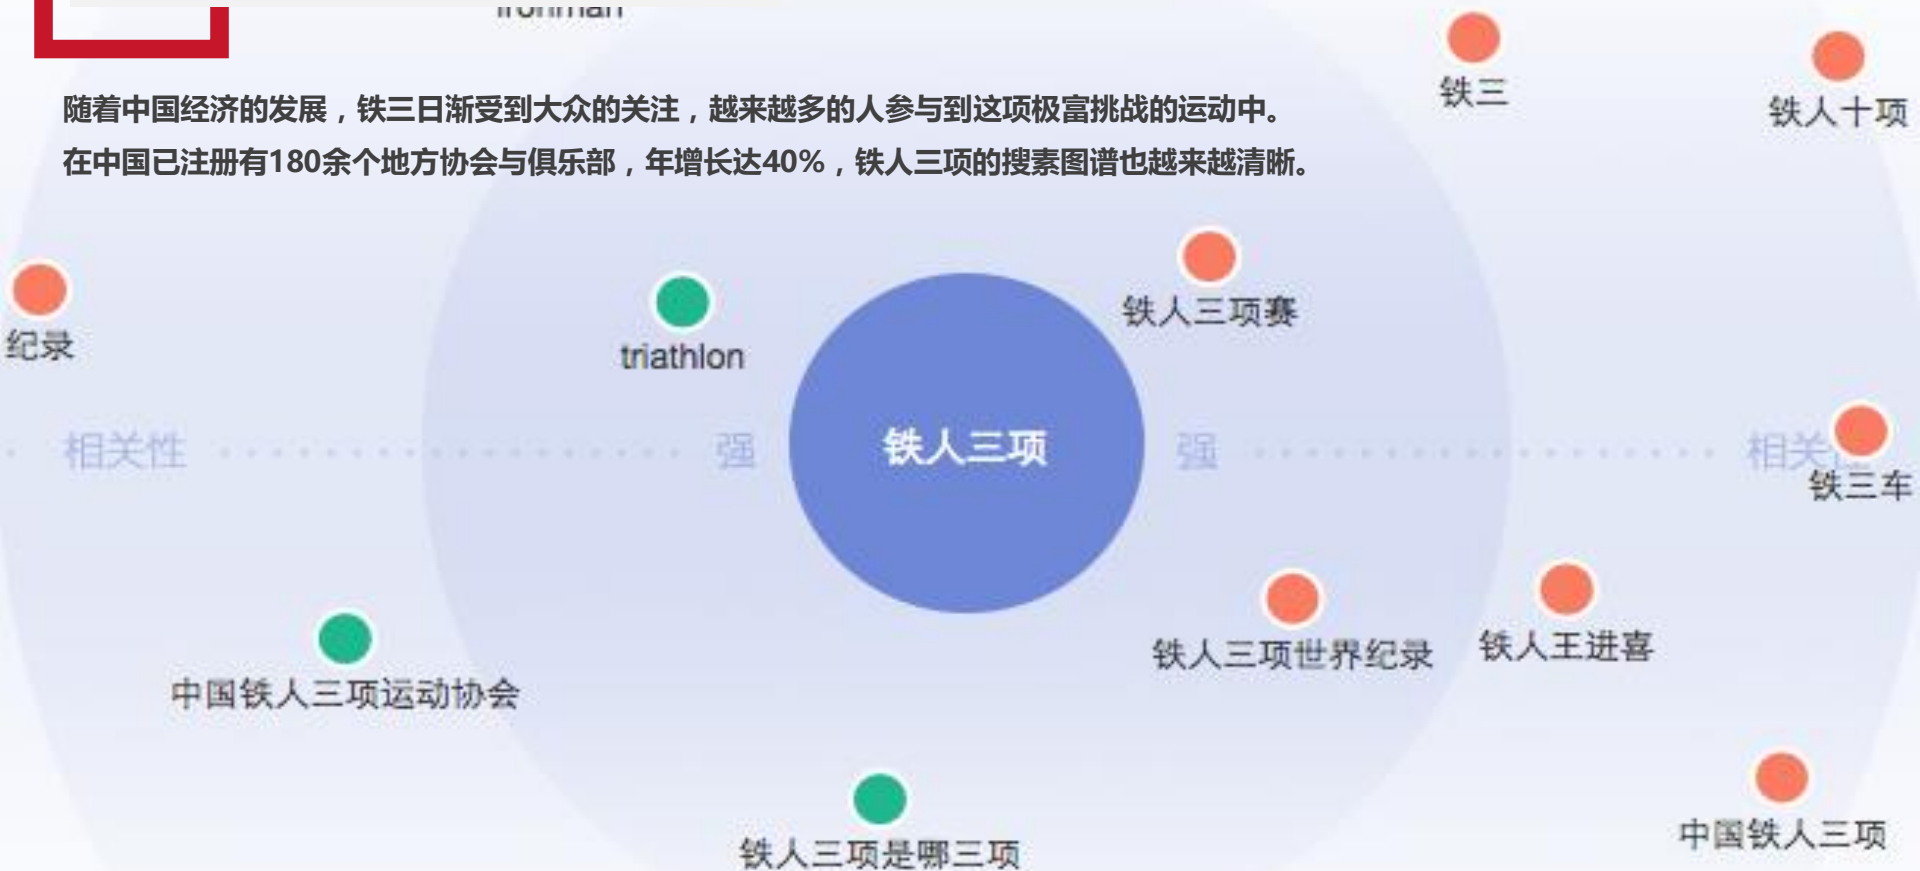 ironman
随着中国经济的发展，铁三日渐受到大众的关注，越来越多的人参与到这项极富挑战的运动中。
在中国已注册有180余个地方协会与俱乐部，年增长达40%，铁人三项的搜素图谱也越来越清晰。
铁三
铁人十项
纪录
triathlon
铁人三项赛
相关性
强
铁人三项
强
相关性
铁三车
中国铁人三项运动协会
铁人三项世界纪录
铁人王进喜
铁人三项是哪三项
中国铁人三项